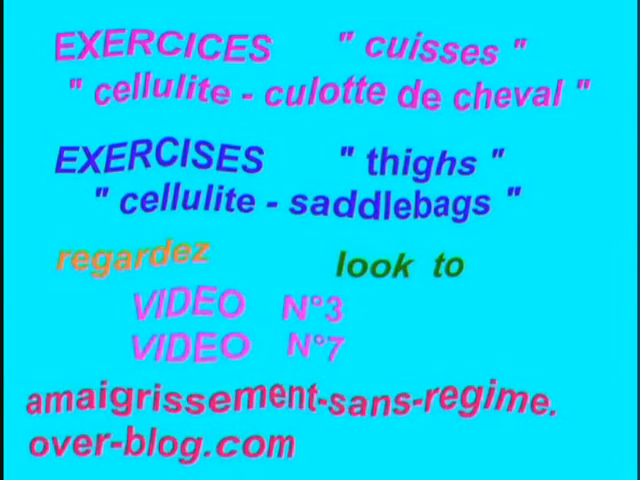 EXERCICES " cuisses "
" cellulite - culotte de cheval "
EXERCISES " thighs "
" cellulite - saddlebags "
regardez look to
VIDEO N°3
VIDEO N°7
amaigrissement-sans-regime.
over-blog.com